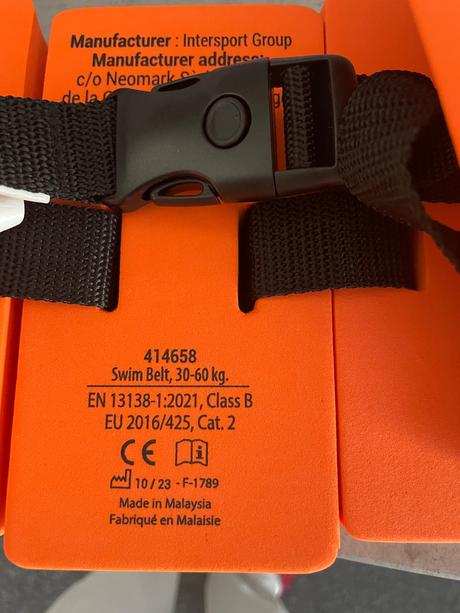 Manufacturer : Intersport Group
Manufacturer address:
c/o Neomark
de la
414658
Swim Belt, 30-60 kg.
EN 13138-1:2021, Class B
EU 2016/425, Cat. 2
CE
10 / 23 - F-1789
Made in Malaysia
Fabriqué en Malaisie